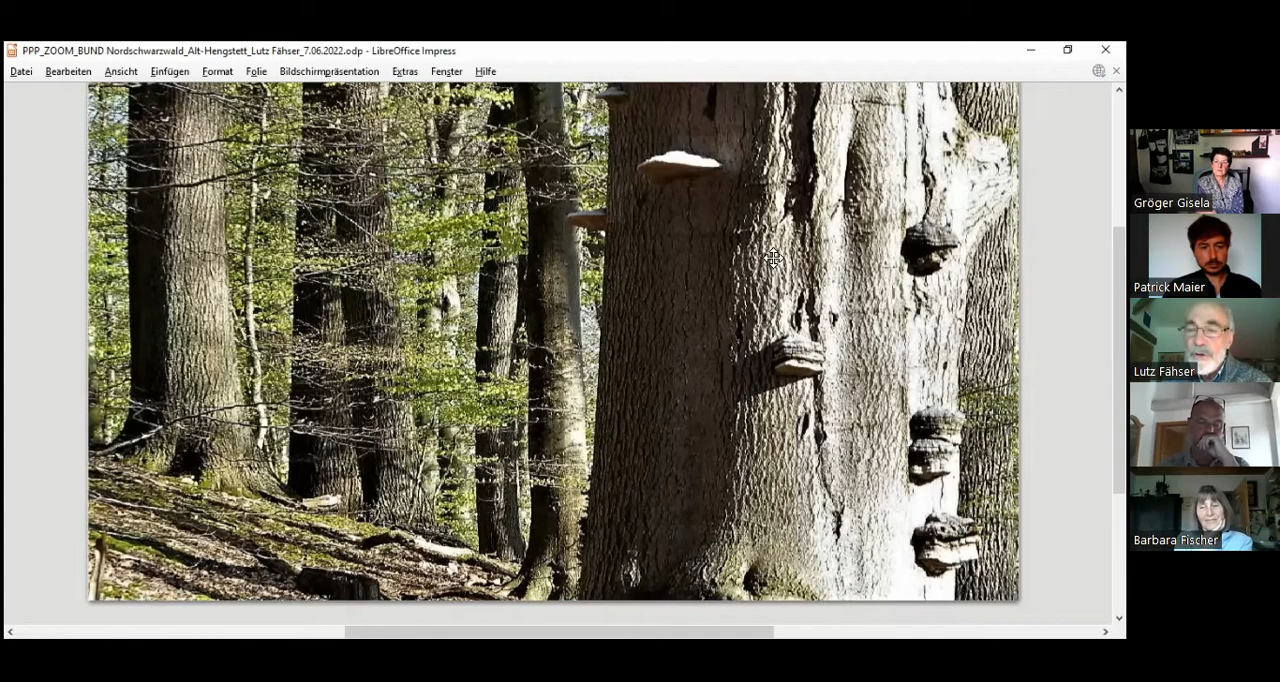 PPP_ZOOM_BUND Nordschwarzwald_Alt-Hengstett_Lutz Fähser_7.06.2022.odp - LibreOffice Impress
Datei Bearbeiten Ansicht Einfügen Format Folie Bildschirmpräsentation Extras Fenster Hilfe
Gröger Gisela
Patrick Maier
Lutz Fähser
Barbara Fischer